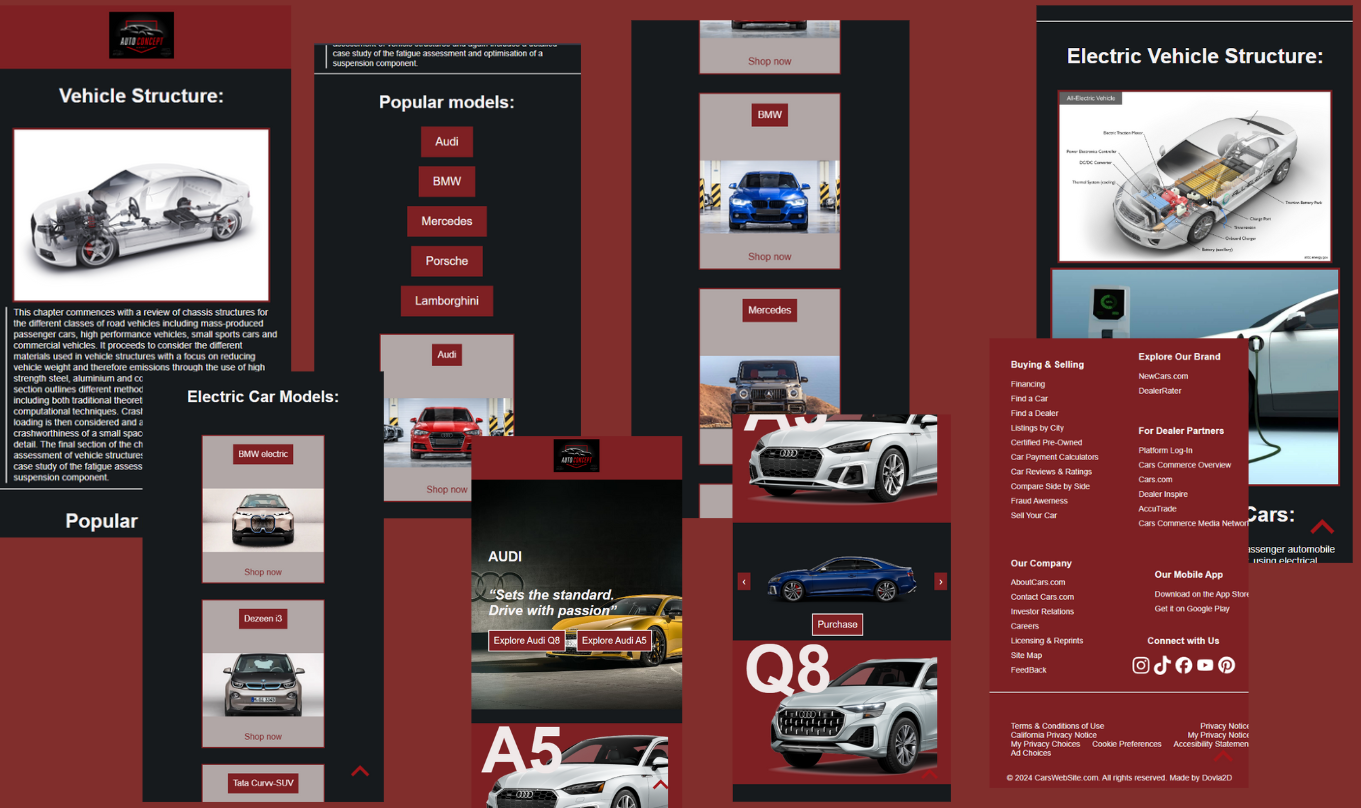 AUTO CONCEPT
Vehicle Structure:
This chapter commences with a review of chassis structures for
the different classes of road vehicles including mass-produced
passenger cars, high performance vehicles, small sports cars and
commercial vehicles. It proceeds to consider the different
materials used in vehicle structures with a focus on reducing
vehicle weight and therefore emissions through the use of high
strength steel, aluminium and co
section outlines different method
including both traditional theoret
computational techniques. Crash
loading is then considered and a
crashworthiness of a small spac
detail. The final section of the ch
assessment of vehicle structures
case study of the fatigue assess
suspension component.
Popular
case study of the fatigue assessment and optimisation of a
suspension component.
Popular models:
Audi
BMW
Mercedes
Porsche
Lamborghini
Audi
Shop now
Electric Car Models:
BMW electric
Shop now
Dezeen i3
Shop now
Tata Curvv-SUV
AUTO CONCEPT
AUDI
“Sets the standard,
Drive with passion”
Explore Audi Q8
Explore Audi A5
A5
Shop now
BMW
Shop now
Mercedes
‹
›
Purchase
Q8
Electric Vehicle Structure:
All-Electric Vehicle
Electric Traction Motor
Power Electronics Controller
DC/DC Converter
Thermal System (cooling)
Traction Battery Pack
Charge Port
Transmission
Onboard Charger
Battery (auxiliary)
afdc.energy.gov
Cars:
assenger automobile
using electrical
Buying & Selling
Financing
Find a Car
Find a Dealer
Listings by City
Certified Pre-Owned
Car Payment Calculators
Car Reviews & Ratings
Compare Side by Side
Fraud Awerness
Sell Your Car
Explore Our Brand
NewCars.com
DealerRater
For Dealer Partners
Platform Log-In
Cars Commerce Overview
Cars.com
Dealer Inspire
AccuTrade
Cars Commerce Media Networ
Our Company
AboutCars.com
Contact Cars.com
Investor Relations
Careers
Licensing & Reprints
Site Map
FeedBack
Our Mobile App
Download on the App Store
Get it on Google Play
Connect with Us
Terms & Conditions of Use
Privacy Notice
California Privacy Notice
My Privacy Notice
My Privacy Choices
Cookie Preferences
Accesibility Statemen
Ad Choices
© 2024 CarsWebSite.com. All rights reserved. Made by Dovla2D